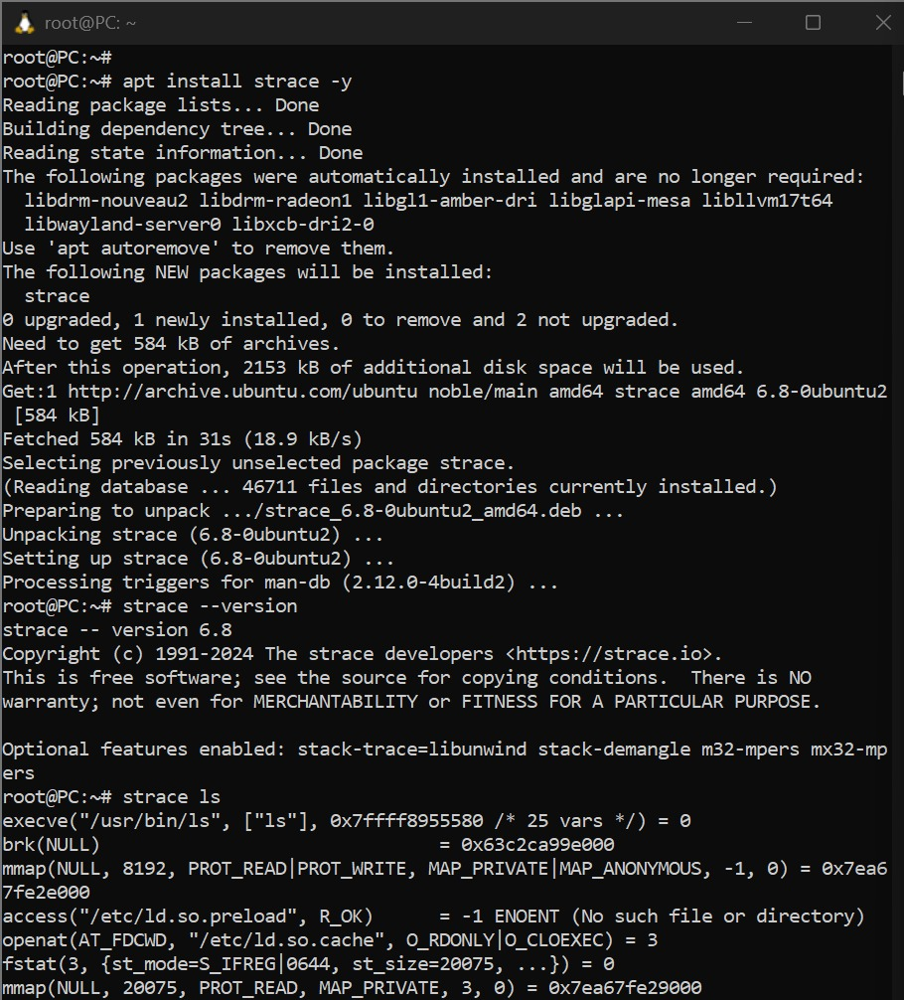 root@PC: ~
root@PC:~#
root@PC:~# apt install strace -y
Reading package lists... Done
Building dependency tree... Done
Reading state information... Done
The following packages were automatically installed and are no longer required:
  libdrm-nouveau2 libdrm-radeon1 libgl1-amber-dri libglapi-mesa libllvm17t64
  libwayland-server0 libxcb-dri2-0
Use 'apt autoremove' to remove them.
The following NEW packages will be installed:
  strace
0 upgraded, 1 newly installed, 0 to remove and 2 not upgraded.
Need to get 584 kB of archives.
After this operation, 2153 kB of additional disk space will be used.
Get:1 http://archive.ubuntu.com/ubuntu noble/main amd64 strace amd64 6.8-0ubuntu2
 [584 kB]
Fetched 584 kB in 31s (18.9 kB/s)
Selecting previously unselected package strace.
(Reading database ... 46711 files and directories currently installed.)
Preparing to unpack .../strace_6.8-0ubuntu2_amd64.deb ...
Unpacking strace (6.8-0ubuntu2) ...
Setting up strace (6.8-0ubuntu2) ...
Processing triggers for man-db (2.12.0-4build2) ...
root@PC:~# strace --version
strace -- version 6.8
Copyright (c) 1991-2024 The strace developers <https://strace.io>.
This is free software; see the source for copying conditions.  There is NO
warranty; not even for MERCHANTABILITY or FITNESS FOR A PARTICULAR PURPOSE.

Optional features enabled: stack-trace=libunwind stack-demangle m32-mpers mx32-mp
ers
root@PC:~# strace ls
execve("/usr/bin/ls", ["ls"], 0x7ffff8955580 /* 25 vars */) = 0
brk(NULL)                               = 0x63c2ca99e000
mmap(NULL, 8192, PROT_READ|PROT_WRITE, MAP_PRIVATE|MAP_ANONYMOUS, -1, 0) = 0x7ea6
7fe2e000
access("/etc/ld.so.preload", R_OK)      = -1 ENOENT (No such file or directory)
openat(AT_FDCWD, "/etc/ld.so.cache", O_RDONLY|O_CLOEXEC) = 3
fstat(3, {st_mode=S_IFREG|0644, st_size=20075, ...}) = 0
mmap(NULL, 20075, PROT_READ, MAP_PRIVATE, 3, 0) = 0x7ea67fe29000